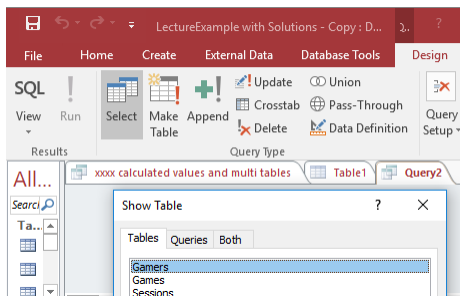 LectureExample with Solutions - Copy : D...
?
File Home Create External Data Database Tools Design
SQL
View
Run
Select
Make
Table
Append
Update
Crosstab
Delete
Union
Pass-Through
Data Definition
Query
Setup
Results
Query Type
All...
xxxx calculated values and multi tables
Table1
Query2
Search
Ta...
Show Table
?
Tables Queries Both
Gamers
Games
Sessions